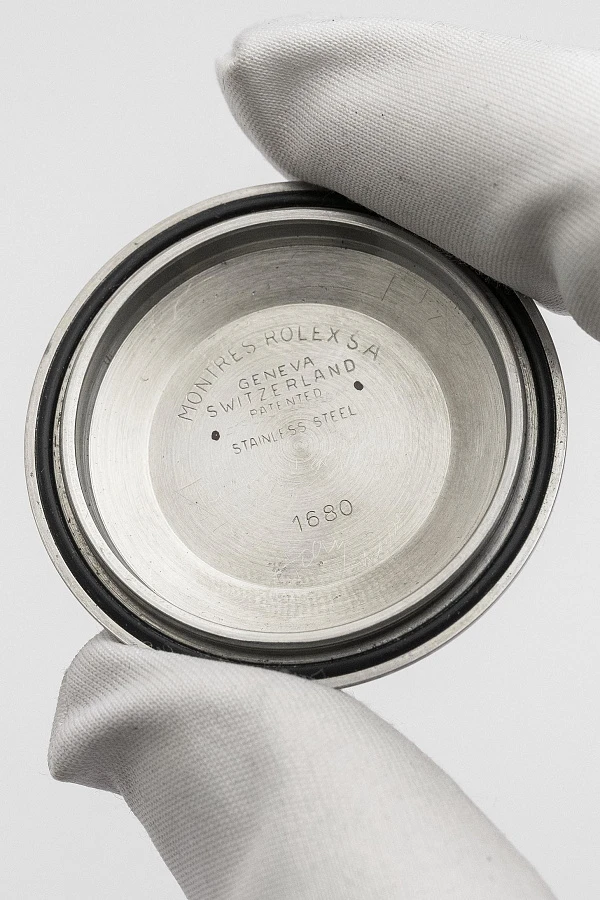 MONTRES ROLEX S.A
GENEVA
SWITZERLAND
PATENTED
STAINLESS STEEL
1680